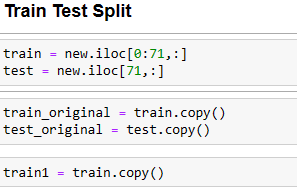 Train Test Split
train = new.iloc[0:71,:]
test = new.iloc[71,:]
train_original = train.copy()
test_original = test.copy()
train1 = train.copy()